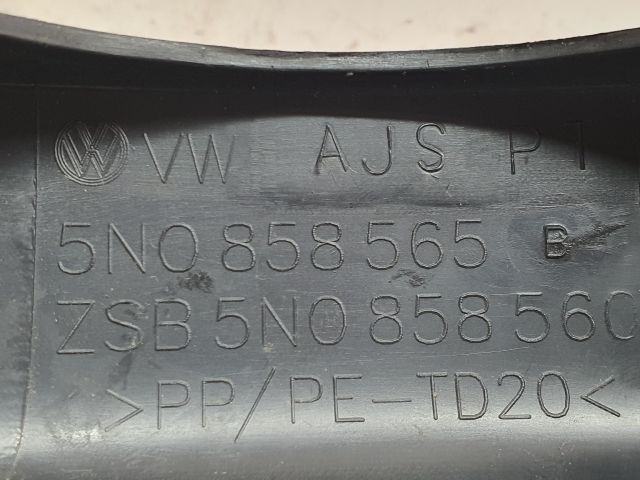 VW AJS PT
5N0 858 565 B
ZSB 5N0 858 560
>PP/PE-TD20<